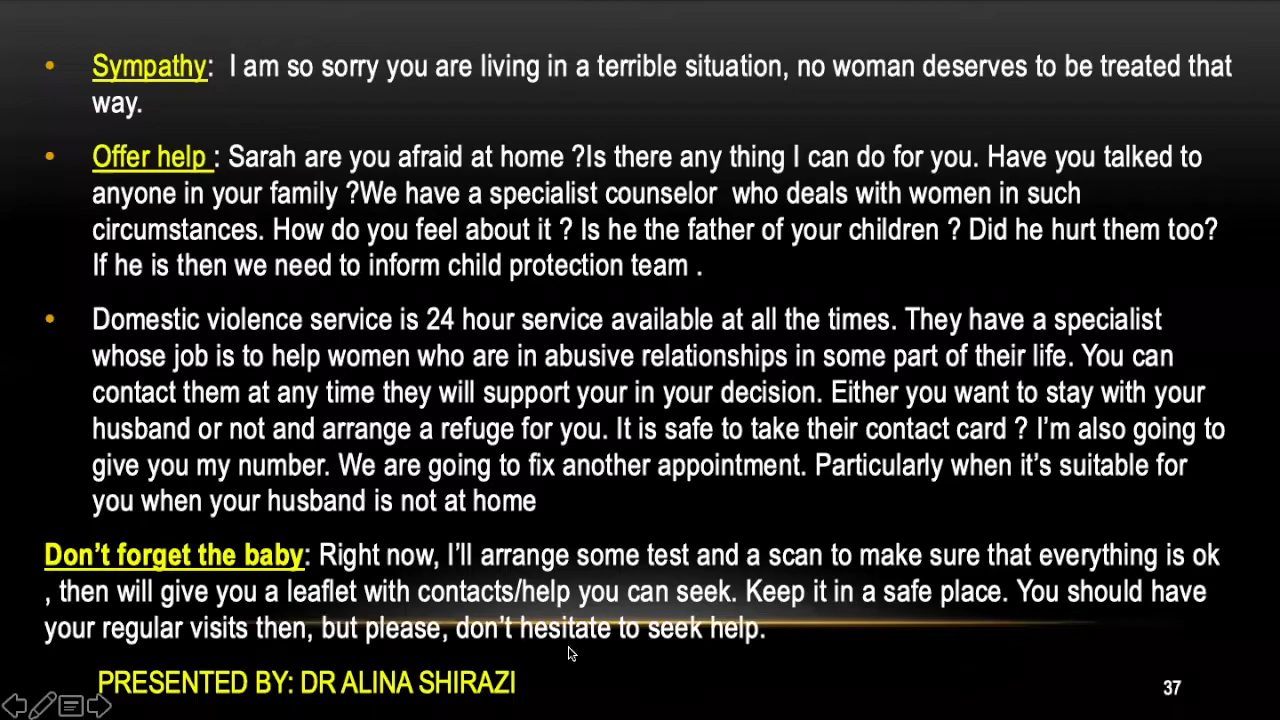 • Sympathy: I am so sorry you are living in a terrible situation, no woman deserves to be treated that
way.
• Offer help : Sarah are you afraid at home ?Is there any thing I can do for you. Have you talked to
anyone in your family ?We have a specialist counselor who deals with women in such
circumstances. How do you feel about it ? Is he the father of your children ? Did he hurt them too?
If he is then we need to inform child protection team .
• Domestic violence service is 24 hour service available at all the times. They have a specialist
whose job is to help women who are in abusive relationships in some part of their life. You can
contact them at any time they will support your in your decision. Either you want to stay with your
husband or not and arrange a refuge for you. It is safe to take their contact card ? I’m also going to
give you my number. We are going to fix another appointment. Particularly when it’s suitable for
you when your husband is not at home
Don’t forget the baby: Right now, I’ll arrange some test and a scan to make sure that everything is ok
, then will give you a leaflet with contacts/help you can seek. Keep it in a safe place. You should have
your regular visits then, but please, don’t hesitate to seek help.
PRESENTED BY: DR ALINA SHIRAZI
37